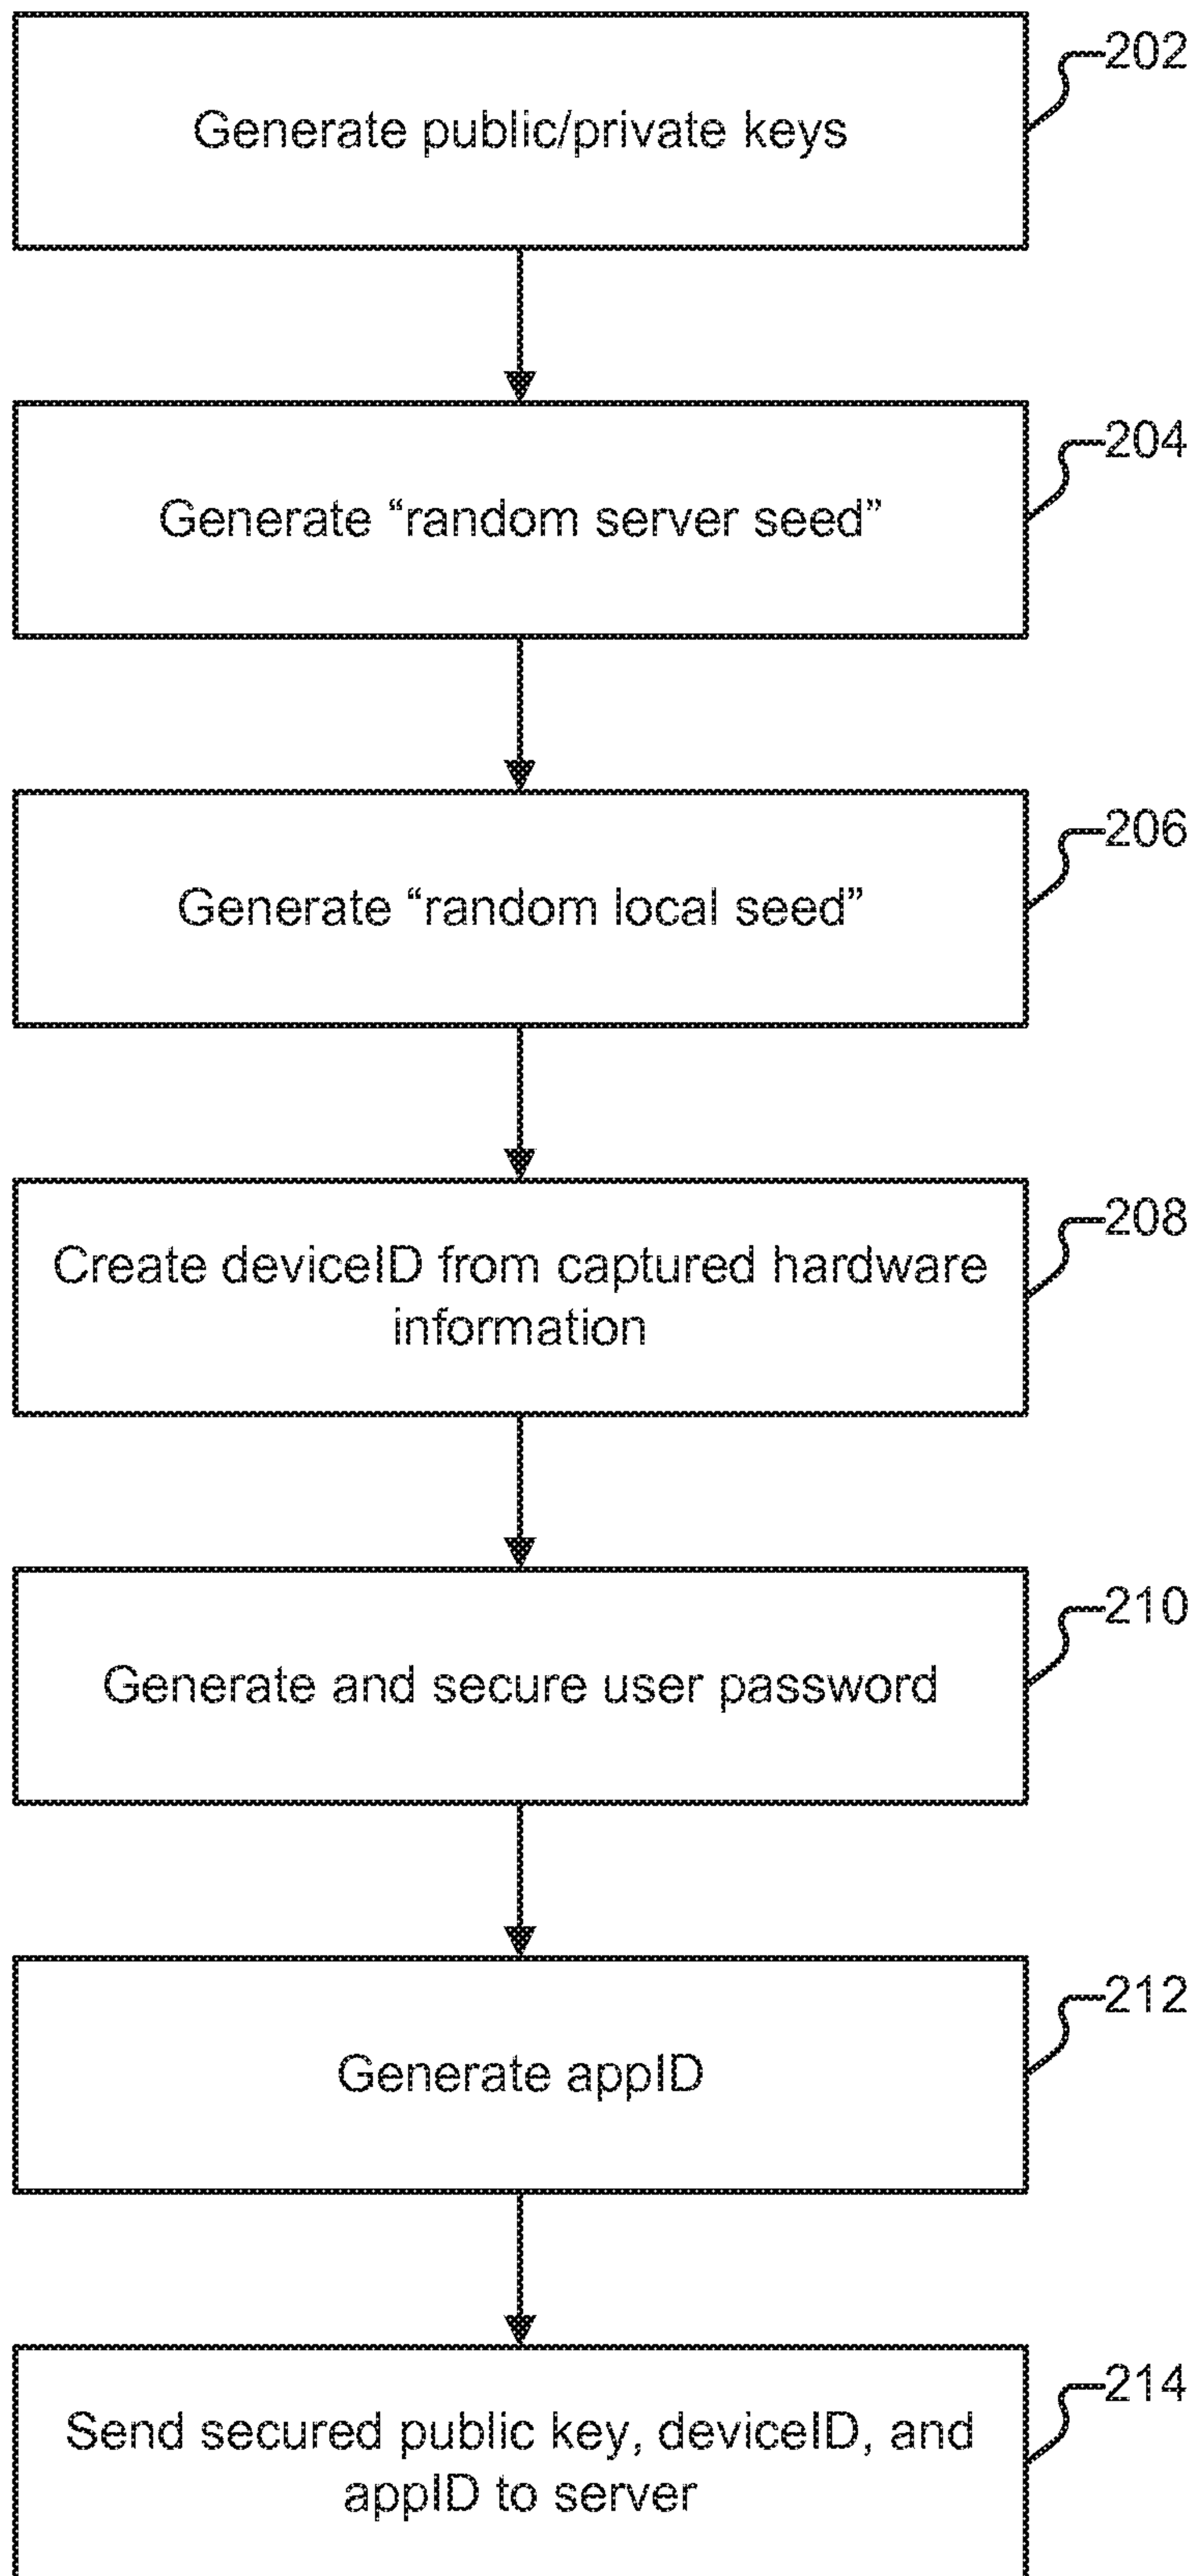 202
Generate public/private keys
204
Generate “random server seed”
206
Generate “random local seed”
208
Create deviceID from captured hardware
information
210
Generate and secure user password
212
Generate appID
214
Send secured public key, deviceID, and
appID to server